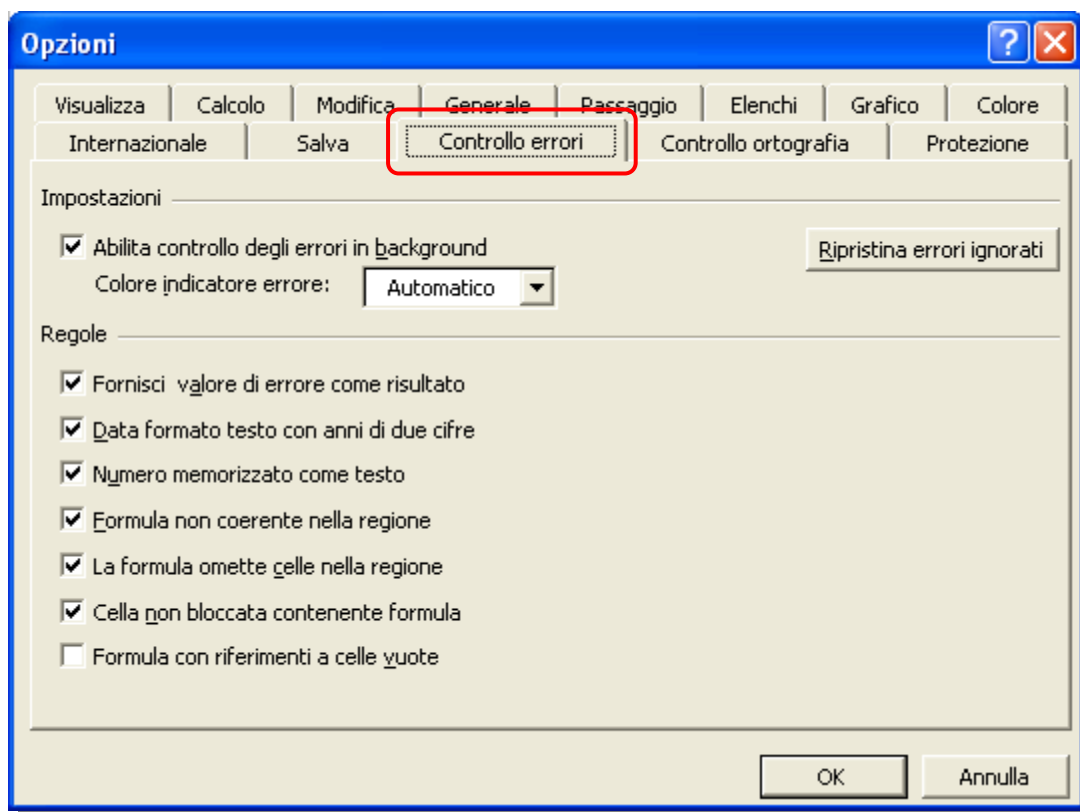 Opzioni
Visualizza Calcolo Modifica Generale Passaggio Elenchi Grafico Colore
Internazionale Salva Controllo errori Controllo ortografia Protezione
Impostazioni
Abilita controllo degli errori in background
Ripristina errori ignorati
Colore indicatore errore: Automatico
Regole
Fornisci valore di errore come risultato
Data formato testo con anni di due cifre
Numero memorizzato come testo
Formula non coerente nella regione
La formula omette celle nella regione
Cella non bloccata contenente formula
Formula con riferimenti a celle vuote
OK Annulla